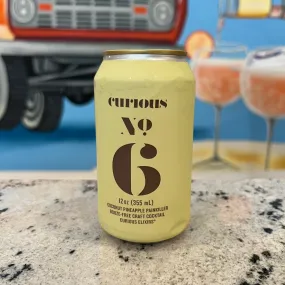 curious
Nº
6
12 oz (355 mL)
COCONUT PINEAPPLE PAINKILLER
BOOZE-FREE CRAFT COCKTAIL
CURIOUS ELIXIRS®